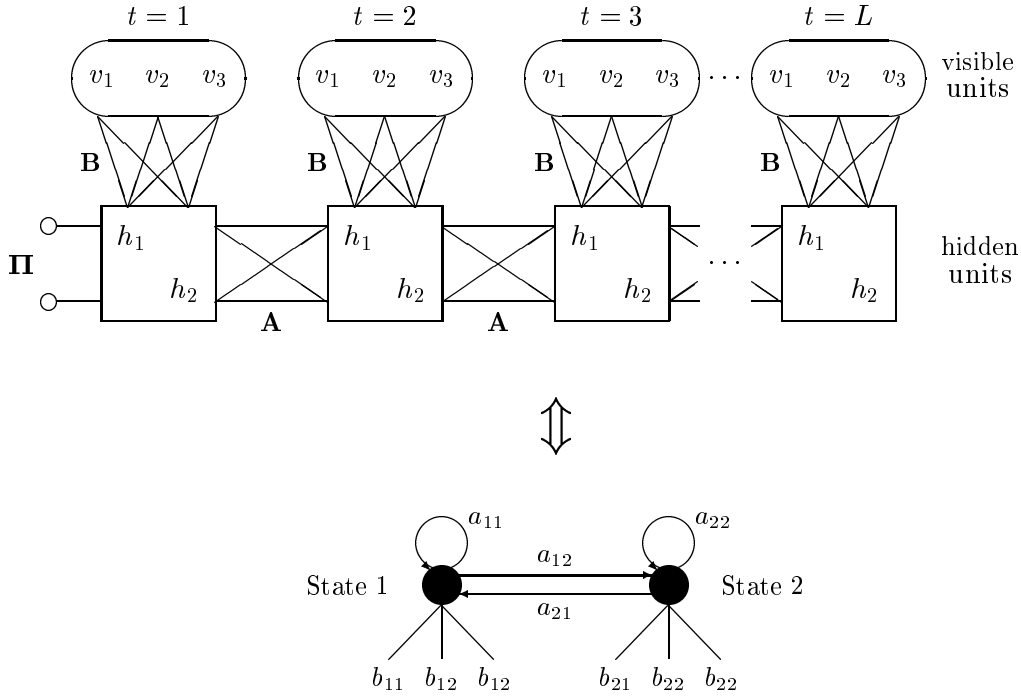 t = 1 t = 2 t = 3 t = L
v₁ v₂ v₃ v₁ v₂ v₃ v₁ v₂ v₃ ··· v₁ v₂ v₃ visible
units
B B B B
h₁ h₁ h₁ h₁ hidden
Π ··· units
h₂ h₂ h₂ h₂
A A
⇕
a₁₁ a₂₂
a₁₂
State 1 State 2
a₂₁
b₁₁ b₁₂ b₁₂ b₂₁ b₂₂ b₂₂